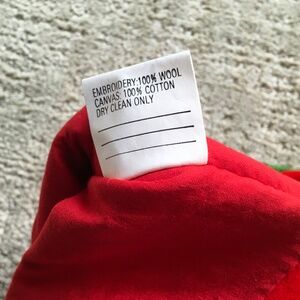 EMBROIDERY:100% WOOL
CANVAS: 100% COTTON
DRY CLEAN ONLY